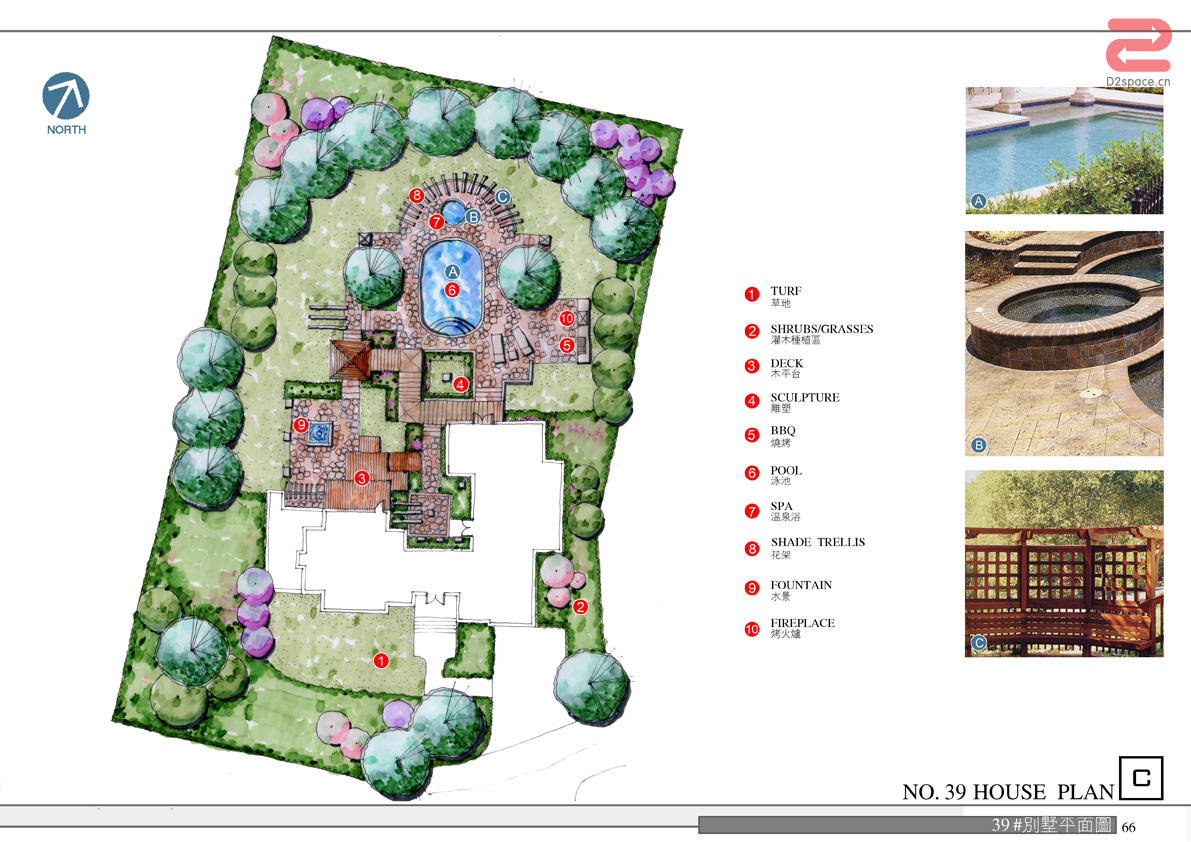 D2space.cn
NORTH
A
B
C
8
C
7
B
A
6
10
5
4
9
3
2
1
1 TURF
草地
2 SHRUBS/GRASSES
灌木種植區
3 DECK
木平台
4 SCULPTURE
雕塑
5 BBQ
燒烤
6 POOL
泳池
7 SPA
溫泉浴
8 SHADE TRELLIS
花架
9 FOUNTAIN
水景
10 FIREPLACE
烤火爐
NO. 39 HOUSE PLAN C
39#別墅平面圖 66